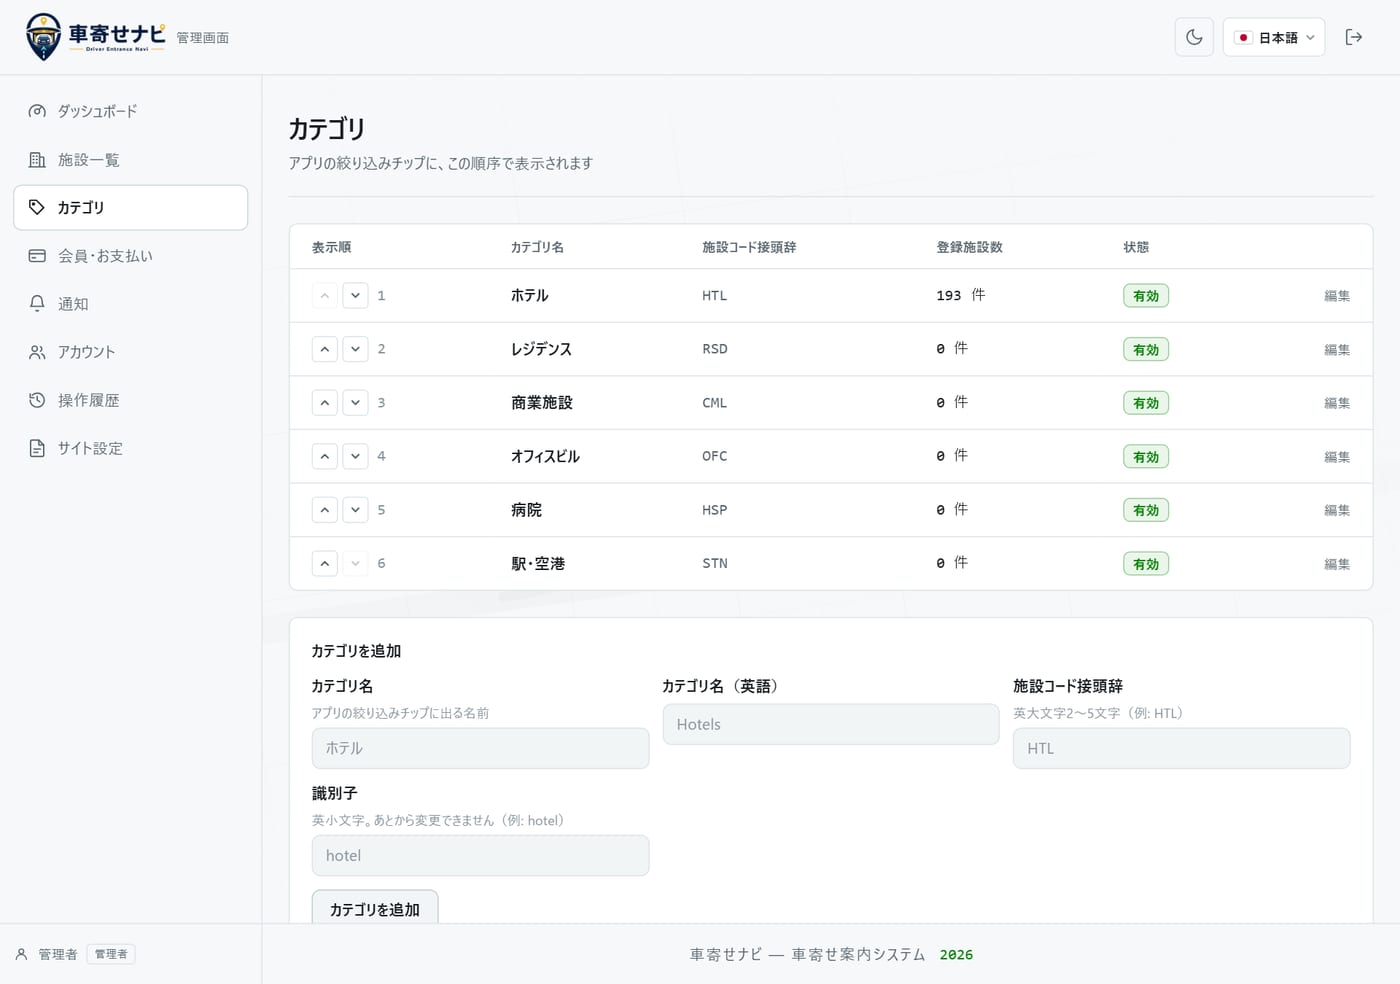 車寄せナビ
Driver Entrance Navi
管理画面
日本語
ダッシュボード
施設一覧
カテゴリ
会員・お支払い
通知
アカウント
操作履歴
サイト設定
カテゴリ
アプリの絞り込みチップに、この順序で表示されます
表示順 カテゴリ名 施設コード接頭辞 登録施設数 状態
1 ホテル HTL 193 件 有効 編集
2 レジデンス RSD 0 件 有効 編集
3 商業施設 CML 0 件 有効 編集
4 オフィスビル OFC 0 件 有効 編集
5 病院 HSP 0 件 有効 編集
6 駅・空港 STN 0 件 有効 編集
カテゴリを追加
カテゴリ名
アプリの絞り込みチップに出る名前
ホテル
カテゴリ名（英語）
Hotels
施設コード接頭辞
英大文字2〜5文字（例: HTL）
HTL
識別子
英小文字。あとから変更できません（例: hotel）
hotel
カテゴリを追加
管理者 管理者
車寄せナビ — 車寄せ案内システム 2026